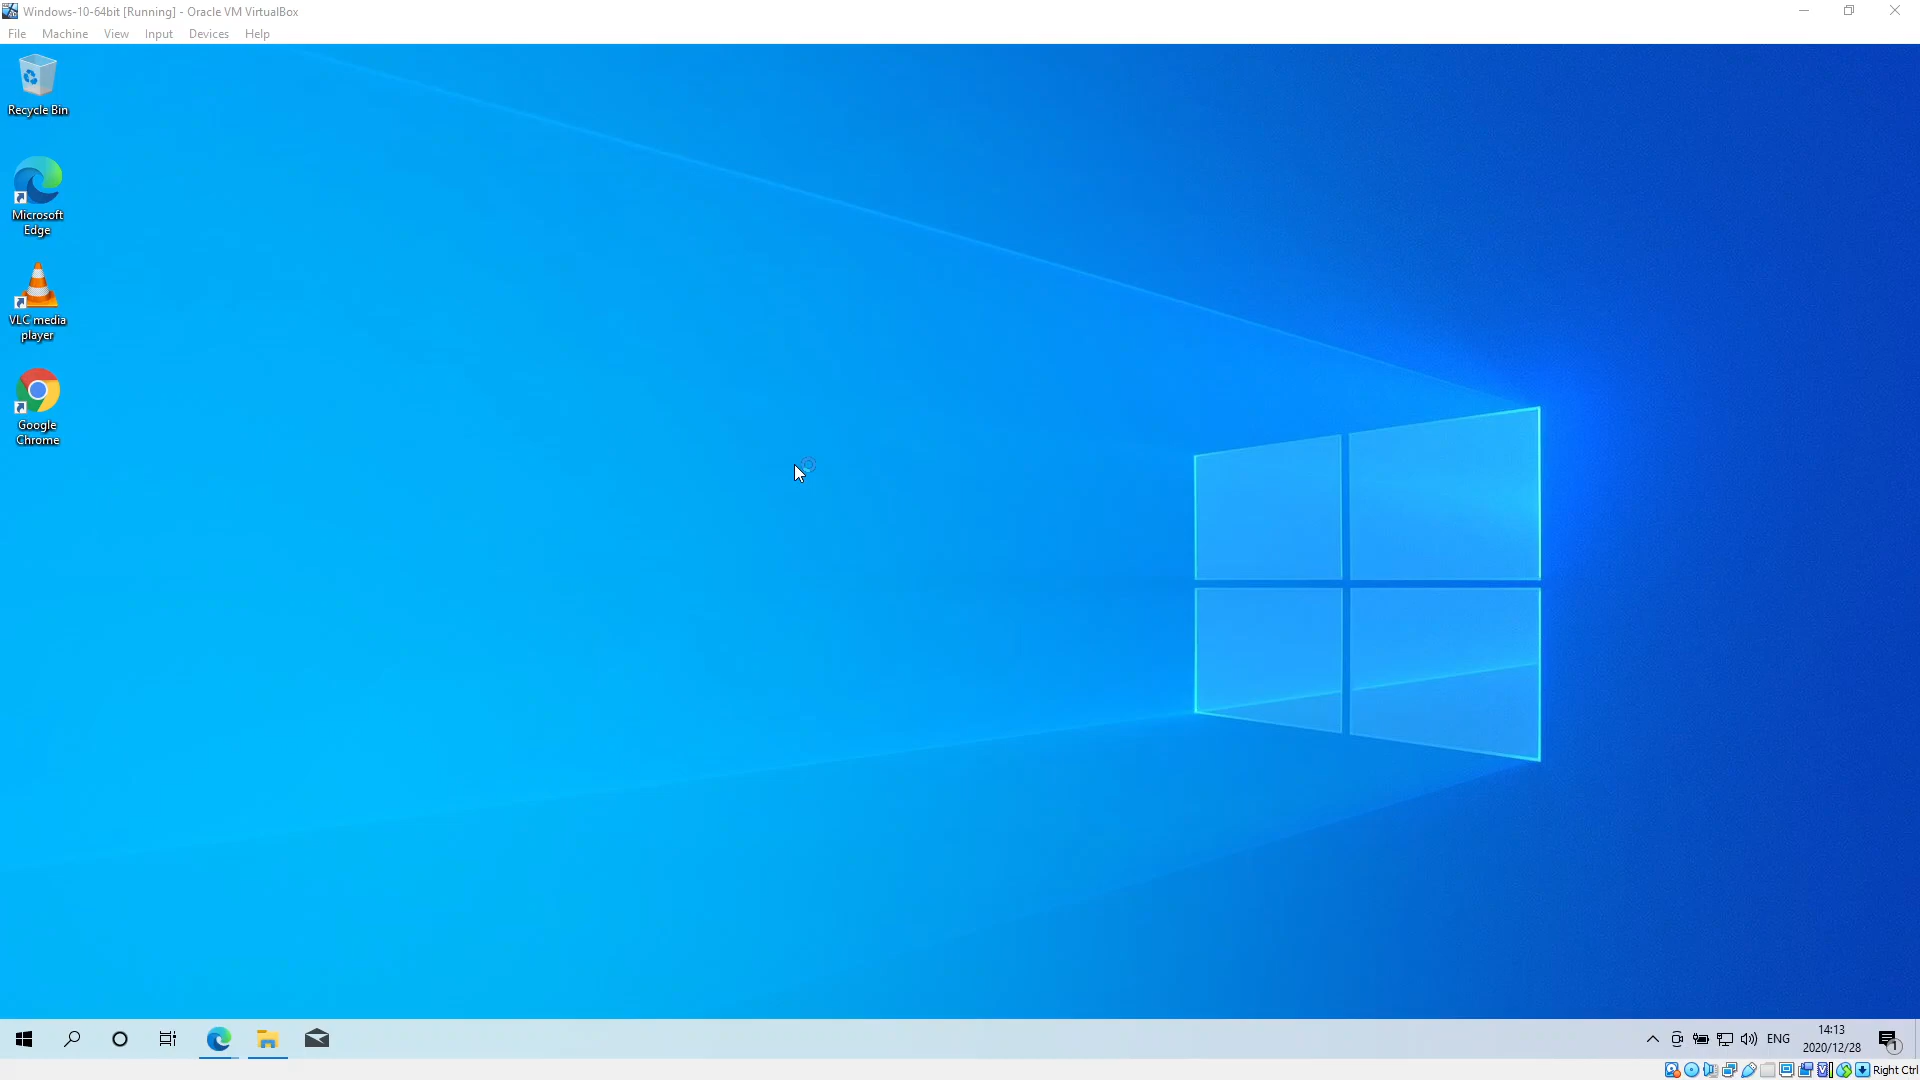 Windows-10-64bit [Running] - Oracle VM VirtualBox
File Machine View Input Devices Help
Recycle Bin
Microsoft
Edge
VLC media
player
Google
Chrome
ENG
14:13
2020/12/28
1
Right Ctrl